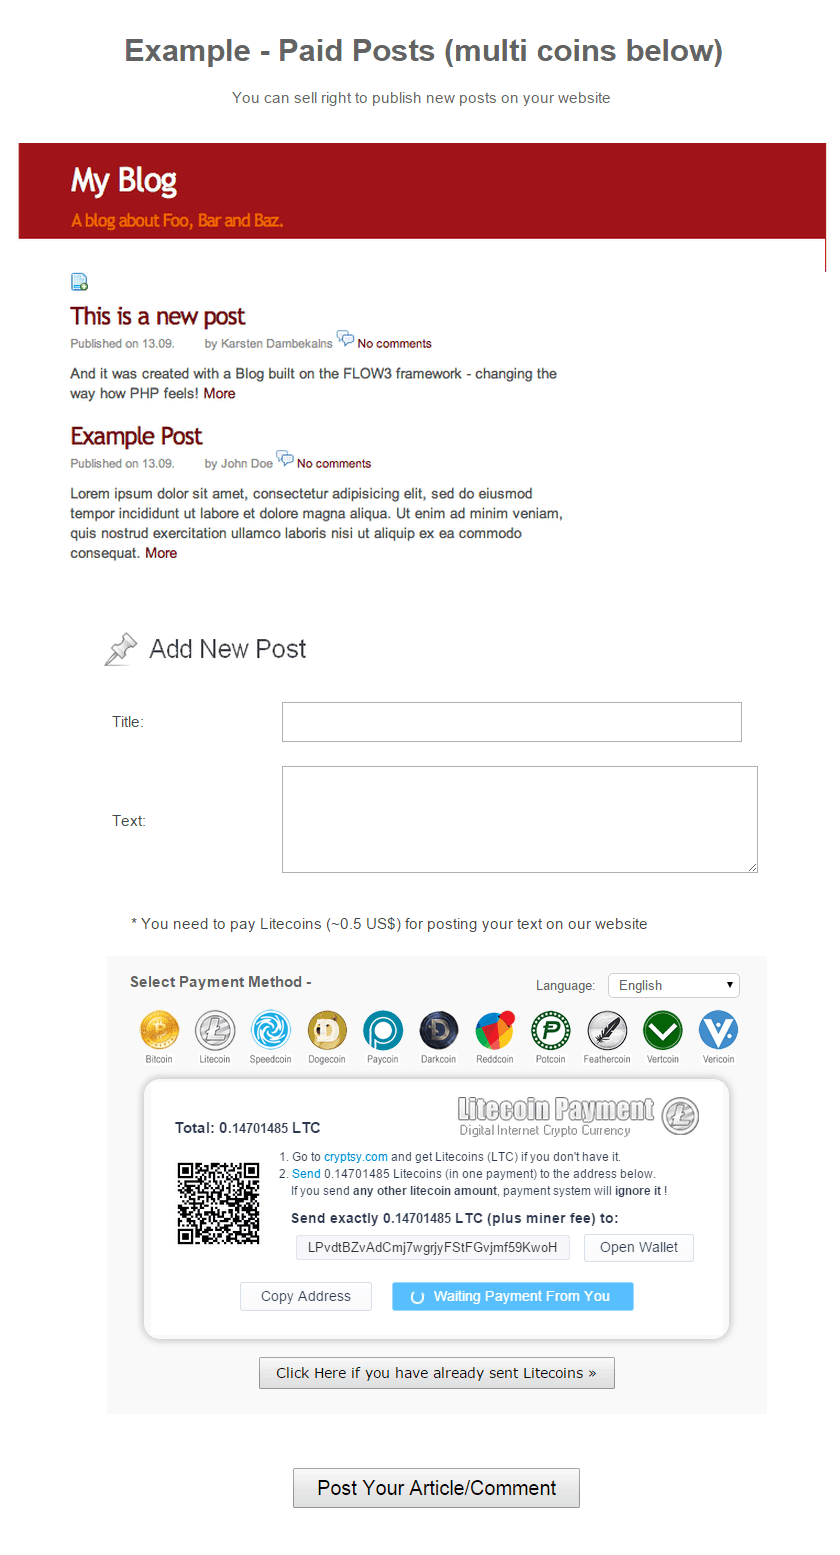 Example - Paid Posts (multi coins below)
You can sell right to publish new posts on your website
My Blog
A blog about Foo, Bar and Baz.
This is a new post
Published on 13.09. by Karsten Dambekalns No comments
And it was created with a Blog built on the FLOW3 framework - changing the
way how PHP feels! More
Example Post
Published on 13.09. by John Doe No comments
Lorem ipsum dolor sit amet, consectetur adipisicing elit, sed do eiusmod
tempor incididunt ut labore et dolore magna aliqua. Ut enim ad minim veniam,
quis nostrud exercitation ullamco laboris nisi ut aliquip ex ea commodo
consequat. More
Add New Post
Title:
Text:
* You need to pay Litecoins (~0.5 US$) for posting your text on our website
Select Payment Method -
Language: English
Bitcoin Litecoin Speedcoin Dogecoin Paycoin Darkcoin Reddcoin Potcoin Feathercoin Vertcoin Vericoin
Litecoin Payment
Digital Internet Crypto Currency
Total: 0.14701485 LTC
1. Go to cryptsy.com and get Litecoins (LTC) if you don't have it.
2. Send 0.14701485 Litecoins (in one payment) to the address below.
If you send any other litecoin amount, payment system will ignore it !
Send exactly 0.14701485 LTC (plus miner fee) to:
LPvdtBZvAdCmj7wgrjyFStFGvjmf59KwoH Open Wallet
Copy Address Waiting Payment From You
Click Here if you have already sent Litecoins »
Post Your Article/Comment